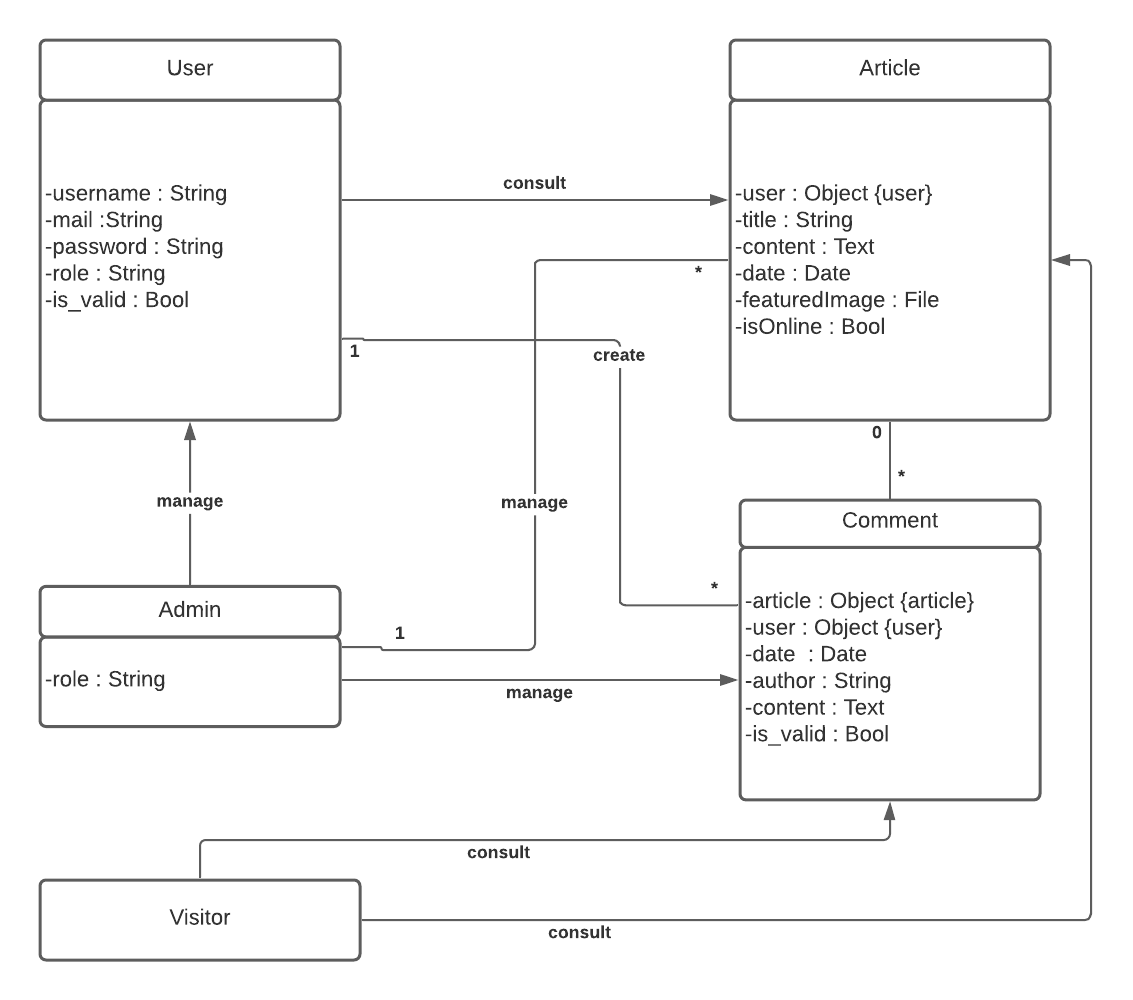 User
-username : String
-mail :String
-password : String
-role : String
-is_valid : Bool
consult
Article
-user : Object {user}
-title : String
-content : Text
-date : Date
-featuredImage : File
-isOnline : Bool
*
1
create
0
*
manage
manage
Comment
*
-article : Object {article}
-user : Object {user}
-date  : Date
-author : String
-content : Text
-is_valid : Bool
Admin
-role : String
1
manage
consult
Visitor
consult